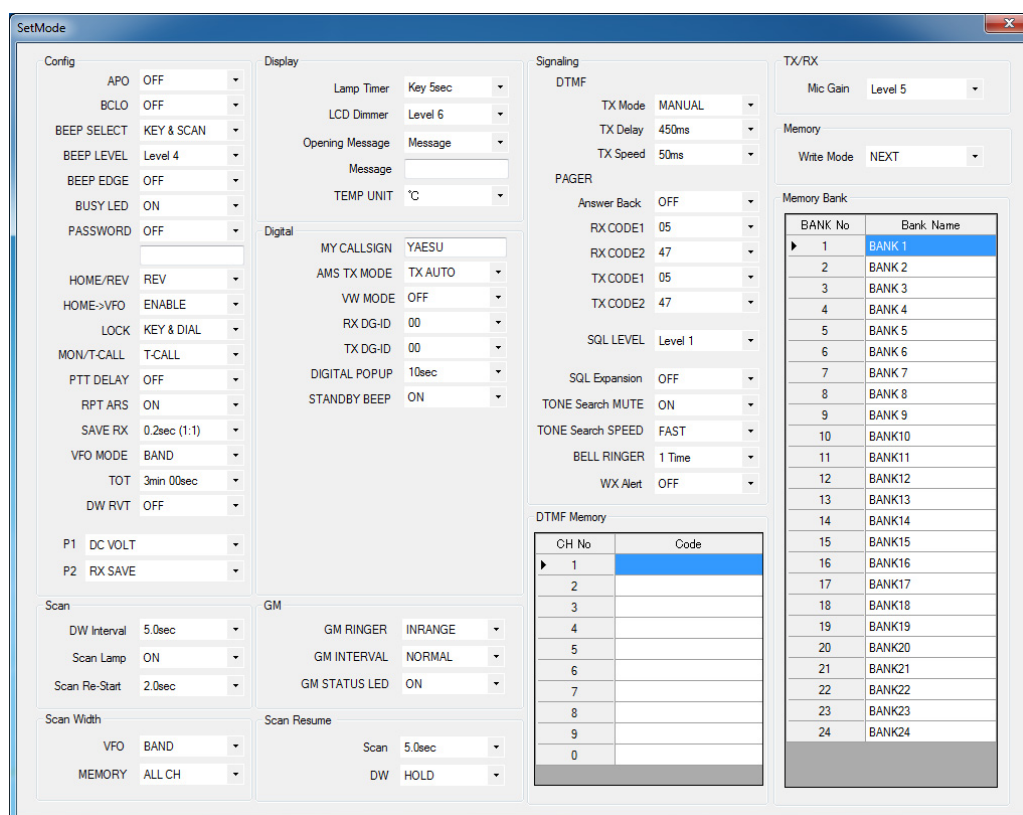 SetMode
Config
APO OFF
BCLO OFF
BEEP SELECT KEY & SCAN
BEEP LEVEL Level 4
BEEP EDGE OFF
BUSY LED ON
PASSWORD OFF
HOME/REV REV
HOME->VFO ENABLE
LOCK KEY & DIAL
MON/T-CALL T-CALL
PTT DELAY OFF
RPT ARS ON
SAVE RX 0.2sec (1:1)
VFO MODE BAND
TOT 3min 00sec
DW RVT OFF
P1 DC VOLT
P2 RX SAVE
Scan
DW Interval 5.0sec
Scan Lamp ON
Scan Re-Start 2.0sec
Scan Width
VFO BAND
MEMORY ALL CH
Display
Lamp Timer Key 5sec
LCD Dimmer Level 6
Opening Message Message
Message
TEMP UNIT ℃
Digital
MY CALLSIGN YAESU
AMS TX MODE TX AUTO
VW MODE OFF
RX DG-ID 00
TX DG-ID 00
DIGITAL POPUP 10sec
STANDBY BEEP ON
GM
GM RINGER INRANGE
GM INTERVAL NORMAL
GM STATUS LED ON
Scan Resume
Scan 5.0sec
DW HOLD
Signaling
DTMF
TX Mode MANUAL
TX Delay 450ms
TX Speed 50ms
PAGER
Answer Back OFF
RX CODE1 05
RX CODE2 47
TX CODE1 05
TX CODE2 47
SQL LEVEL Level 1
SQL Expansion OFF
TONE Search MUTE ON
TONE Search SPEED FAST
BELL RINGER 1 Time
WX Alert OFF
DTMF Memory
CH No Code
1
2
3
4
5
6
7
8
9
0
TX/RX
Mic Gain Level 5
Memory
Write Mode NEXT
Memory Bank
BANK No Bank Name
1 BANK 1
2 BANK 2
3 BANK 3
4 BANK 4
5 BANK 5
6 BANK 6
7 BANK 7
8 BANK 8
9 BANK 9
10 BANK10
11 BANK11
12 BANK12
13 BANK13
14 BANK14
15 BANK15
16 BANK16
17 BANK17
18 BANK18
19 BANK19
20 BANK20
21 BANK21
22 BANK22
23 BANK23
24 BANK24